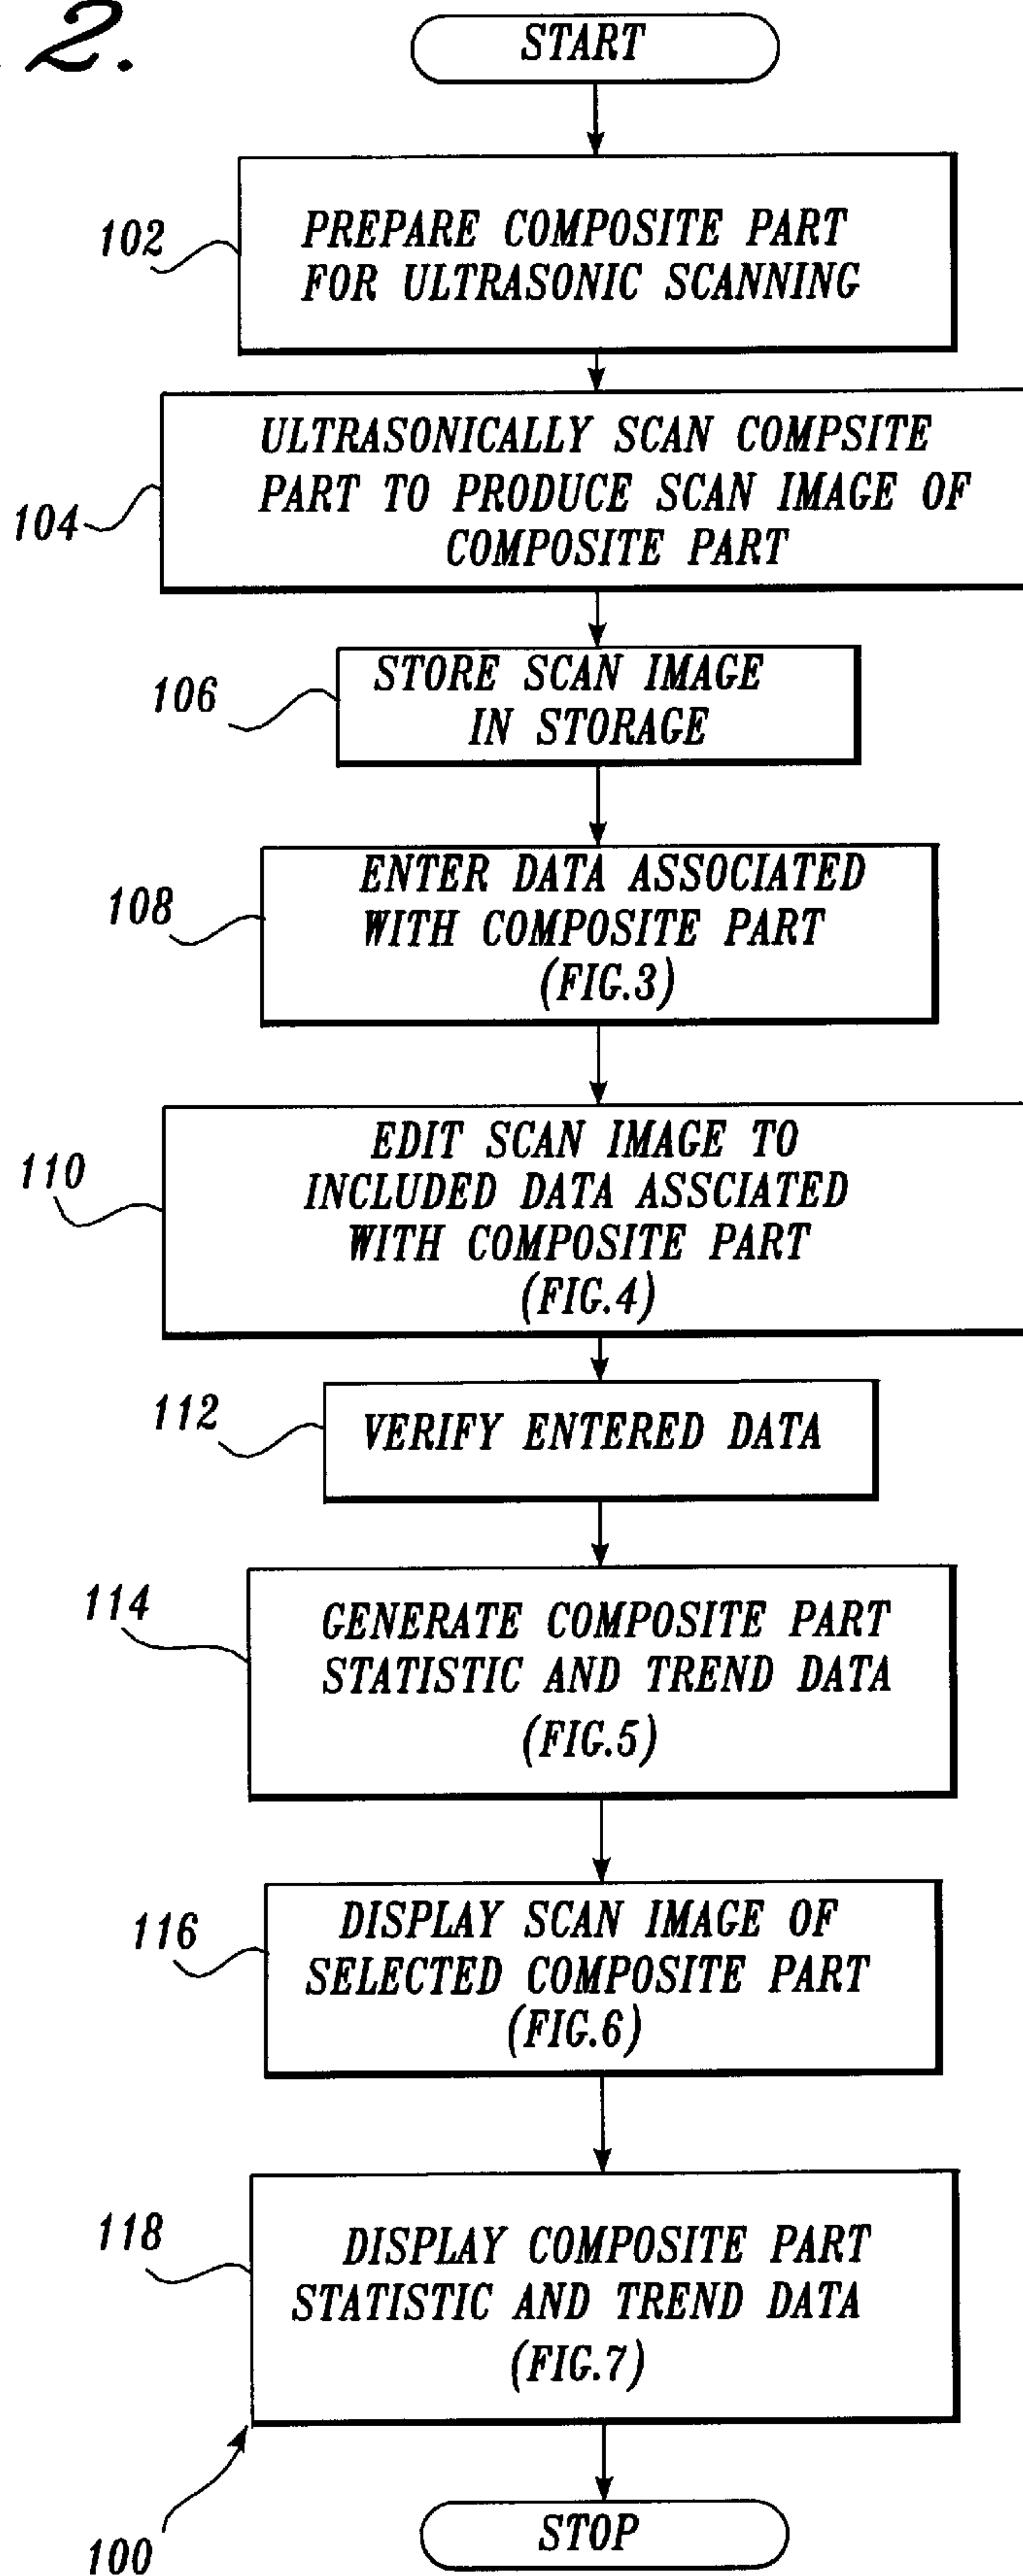 2.
START
102
PREPARE COMPOSITE PART
FOR ULTRASONIC SCANNING
104
ULTRASONICALLY SCAN COMPSITE
PART TO PRODUCE SCAN IMAGE OF
COMPOSITE PART
106
STORE SCAN IMAGE
IN STORAGE
108
ENTER DATA ASSOCIATED
WITH COMPOSITE PART
(FIG.3)
110
EDIT SCAN IMAGE TO
INCLUDED DATA ASSCIATED
WITH COMPOSITE PART
(FIG.4)
112
VERIFY ENTERED DATA
114
GENERATE COMPOSITE PART
STATISTIC AND TREND DATA
(FIG.5)
116
DISPLAY SCAN IMAGE OF
SELECTED COMPOSITE PART
(FIG.6)
118
DISPLAY COMPOSITE PART
STATISTIC AND TREND DATA
(FIG.7)
100
STOP